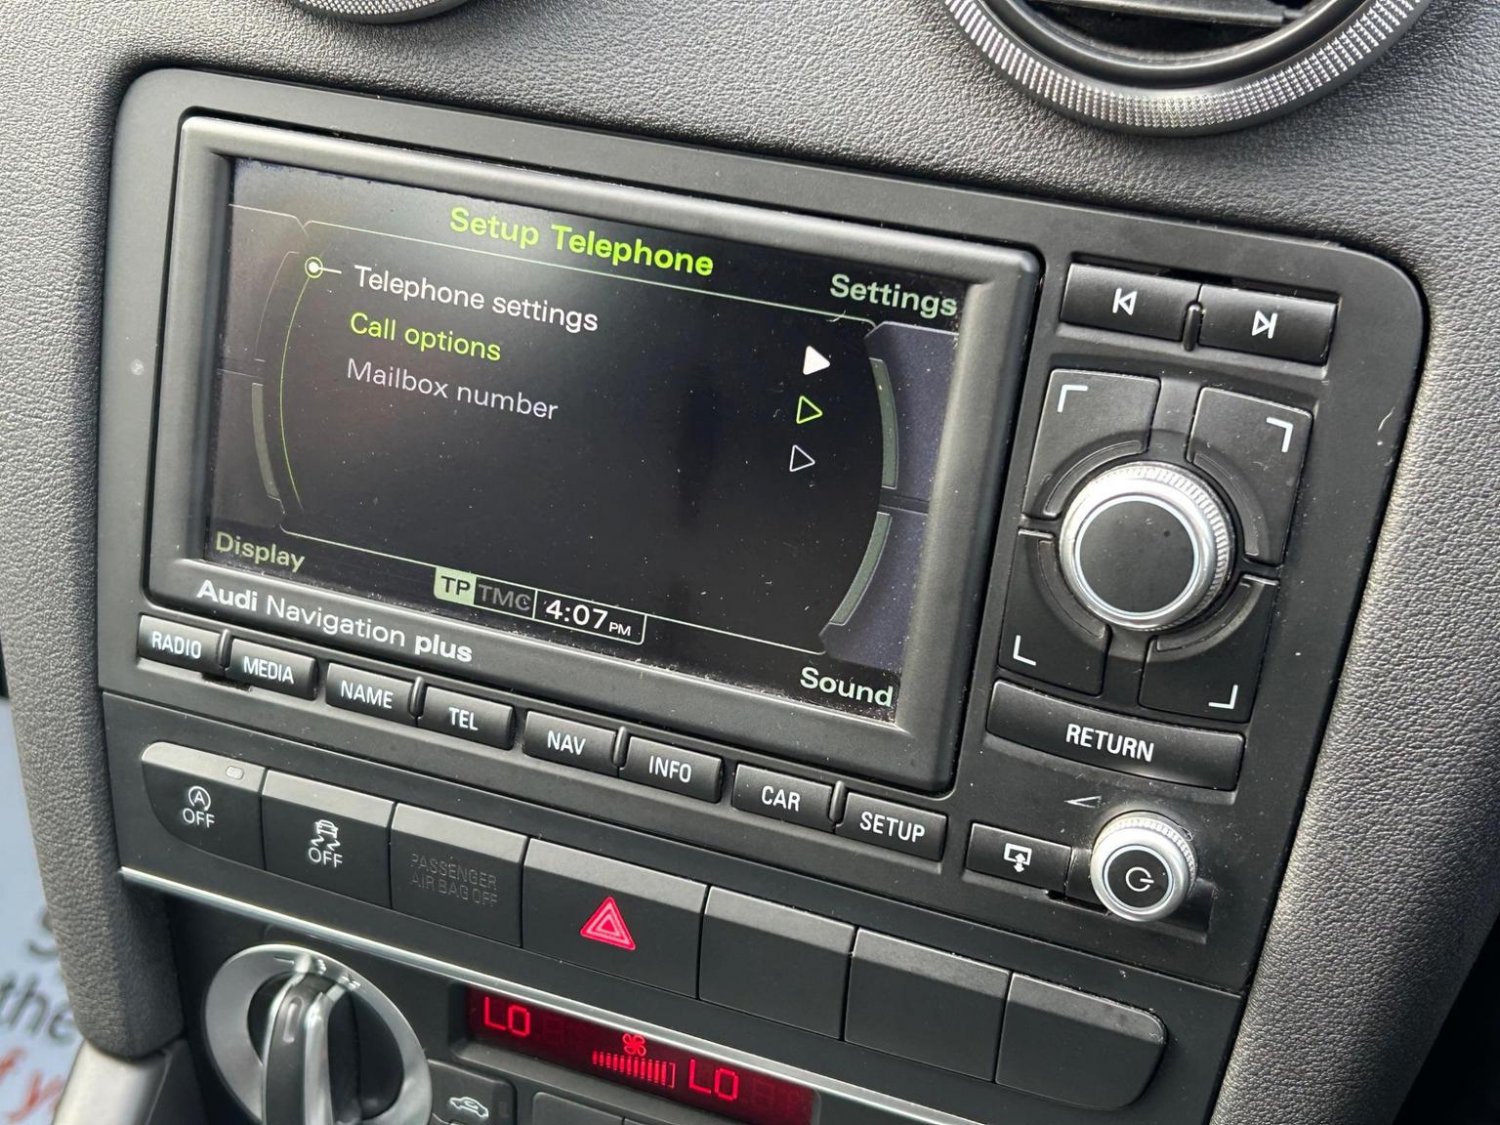 Setup Telephone
Settings
Telephone settings
Call options
Mailbox number
Display
TP TMC 4:07 PM
Sound
Audi Navigation plus
RADIO
MEDIA
NAME
TEL
NAV
INFO
CAR
SETUP
RETURN
A
OFF
OFF
PASSENGER
AIR BAG OFF
LO
LO
the